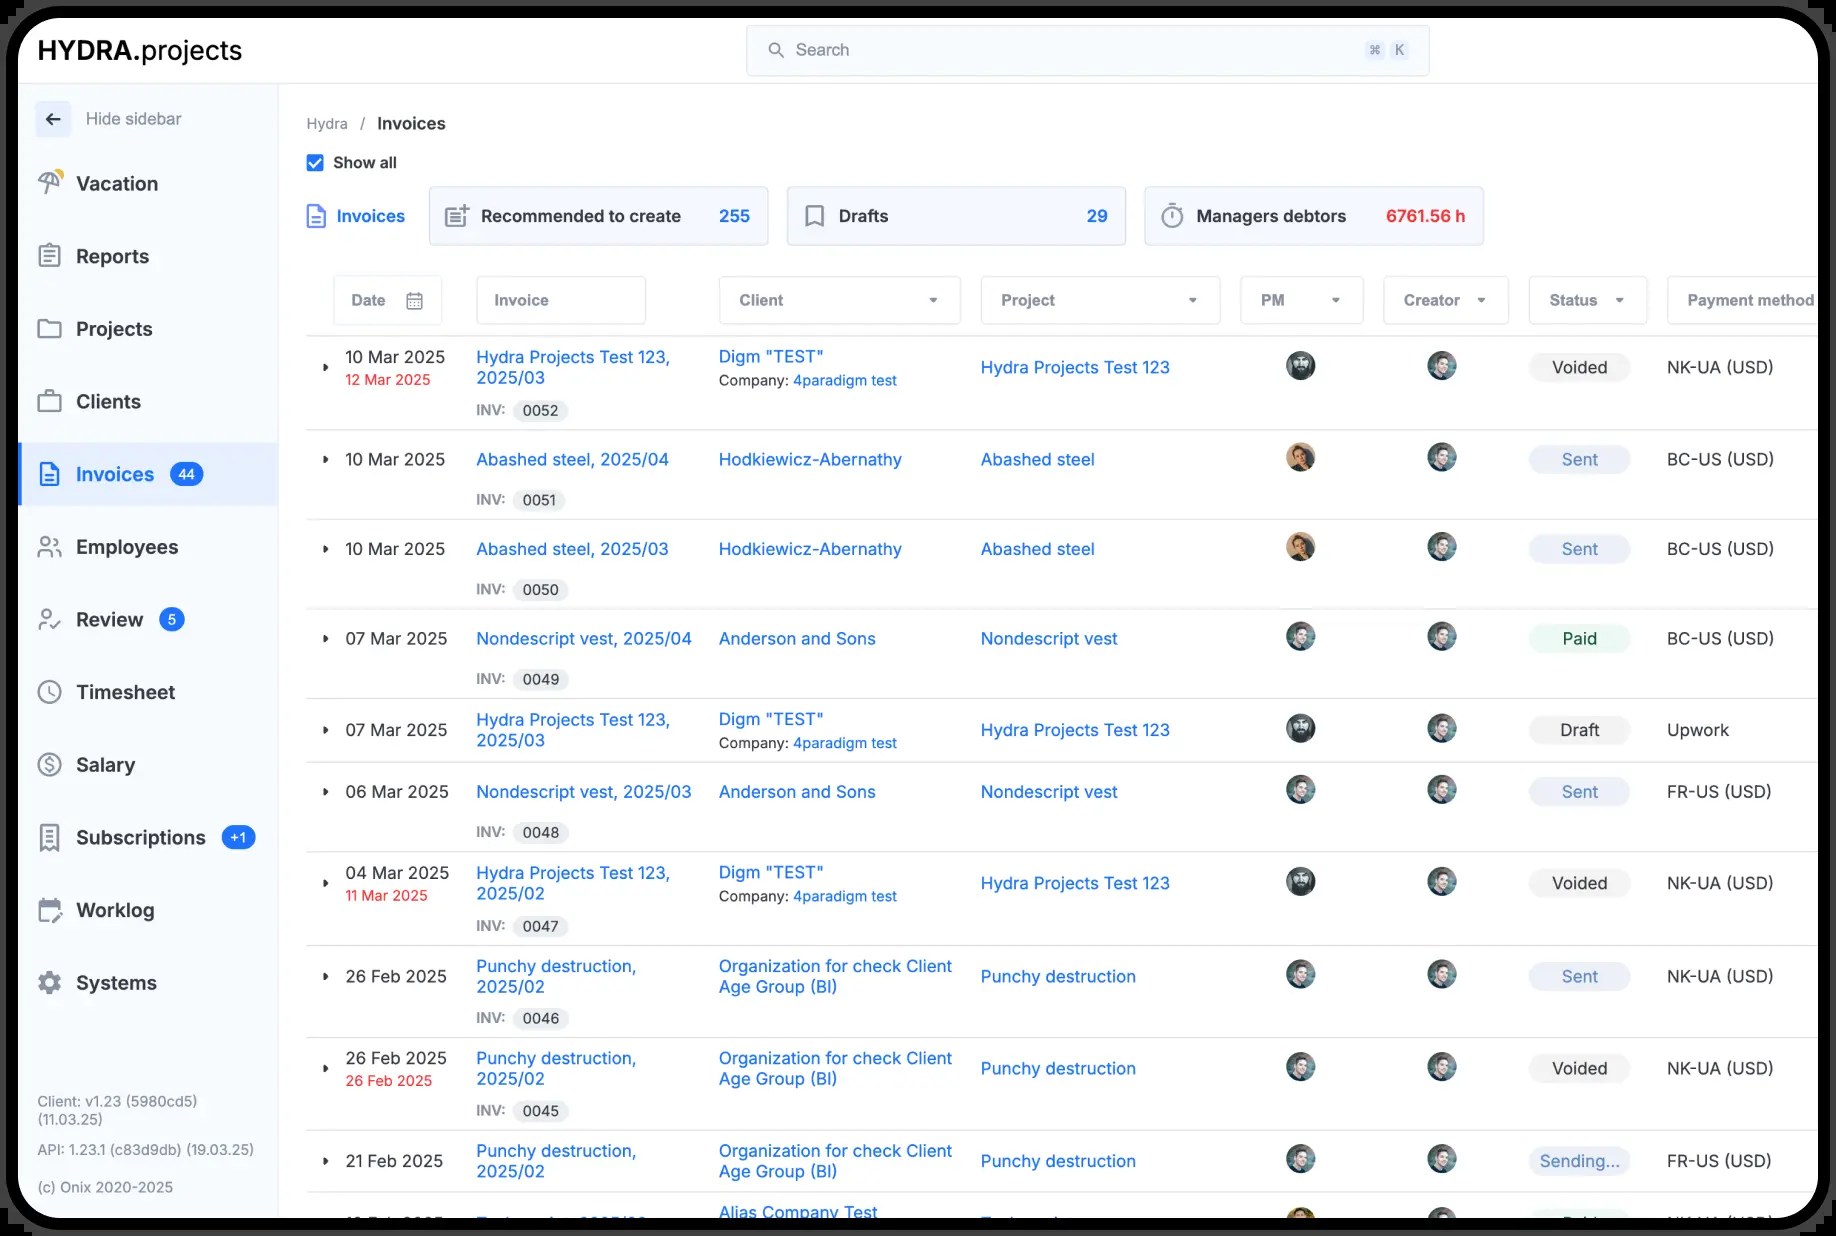 HYDRA.projects
Search
⌘ K
Hide sidebar
Vacation
Reports
Projects
Clients
Invoices 44
Employees
Review 5
Timesheet
Salary
Subscriptions +1
Worklog
Systems
Client: v1.23 (5980cd5)
(11.03.25)
API: 1.23.1 (c83d9db) (19.03.25)
(c) Onix 2020-2025
Hydra / Invoices
Show all
Invoices
Recommended to create 255
Drafts 29
Managers debtors 6761.56 h
Date Invoice Client Project PM Creator Status Payment method
10 Mar 2025 Hydra Projects Test 123, Digm "TEST" Hydra Projects Test 123 Voided NK-UA (USD)
12 Mar 2025 2025/03 Company: 4paradigm test
INV: 0052
10 Mar 2025 Abashed steel, 2025/04 Hodkiewicz-Abernathy Abashed steel Sent BC-US (USD)
INV: 0051
10 Mar 2025 Abashed steel, 2025/03 Hodkiewicz-Abernathy Abashed steel Sent BC-US (USD)
INV: 0050
07 Mar 2025 Nondescript vest, 2025/04 Anderson and Sons Nondescript vest Paid BC-US (USD)
INV: 0049
07 Mar 2025 Hydra Projects Test 123, Digm "TEST" Hydra Projects Test 123 Draft Upwork
2025/03 Company: 4paradigm test
06 Mar 2025 Nondescript vest, 2025/03 Anderson and Sons Nondescript vest Sent FR-US (USD)
INV: 0048
04 Mar 2025 Hydra Projects Test 123, Digm "TEST" Hydra Projects Test 123 Voided NK-UA (USD)
11 Mar 2025 2025/02 Company: 4paradigm test
INV: 0047
26 Feb 2025 Punchy destruction, Organization for check Client Punchy destruction Sent NK-UA (USD)
2025/02 Age Group (BI)
INV: 0046
26 Feb 2025 Punchy destruction, Organization for check Client Punchy destruction Voided NK-UA (USD)
26 Feb 2025 2025/02 Age Group (BI)
INV: 0045
21 Feb 2025 Punchy destruction, Organization for check Client Punchy destruction Sending... FR-US (USD)
2025/02 Age Group (BI)
Alias Company Test